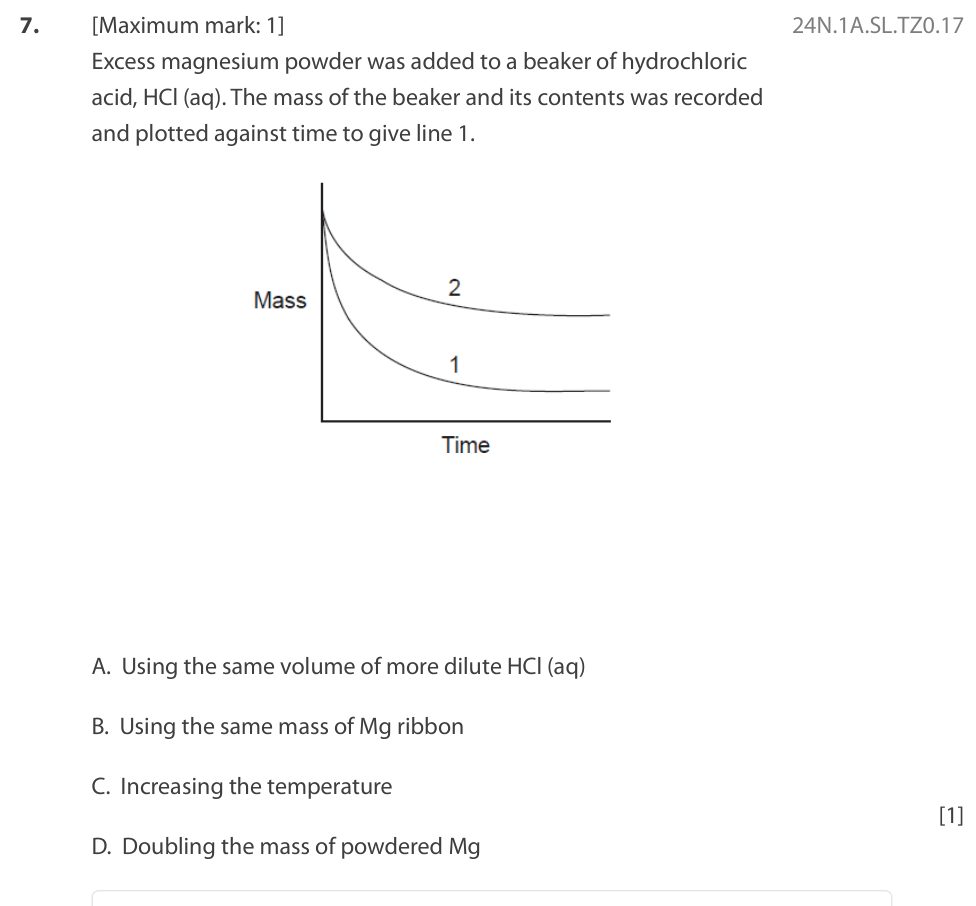 7. [Maximum mark: 1] 24N.1A.SL.TZ0.17
Excess magnesium powder was added to a beaker of hydrochloric
acid, HCl (aq). The mass of the beaker and its contents was recorded
and plotted against time to give line 1.
2
Mass
1
Time
A. Using the same volume of more dilute HCl (aq)
B. Using the same mass of Mg ribbon
C. Increasing the temperature
[1]
D. Doubling the mass of powdered Mg